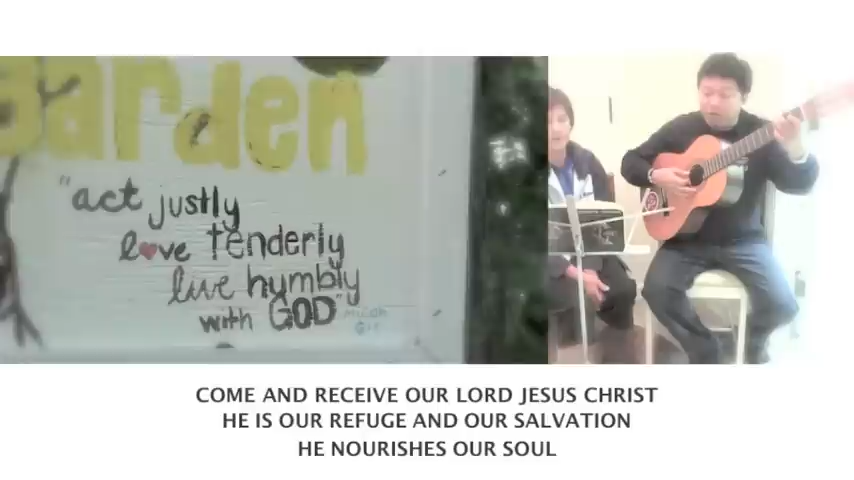 arden
"act justly
love tenderly
live humbly
with GOD"
COME AND RECEIVE OUR LORD JESUS CHRIST
HE IS OUR REFUGE AND OUR SALVATION
HE NOURISHES OUR SOUL